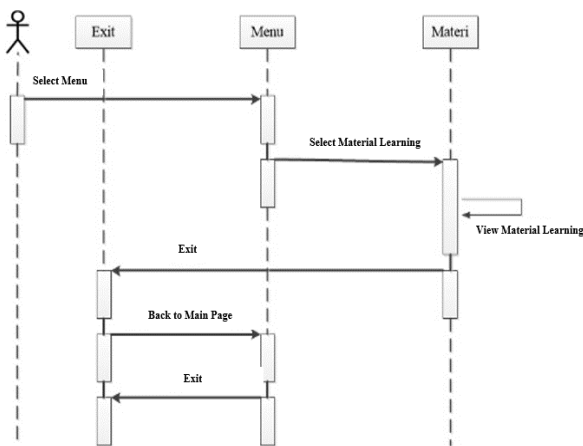 Exit
Menu
Materi
Select Menu
Select Material Learning
View Material Learning
Exit
Back to Main Page
Exit